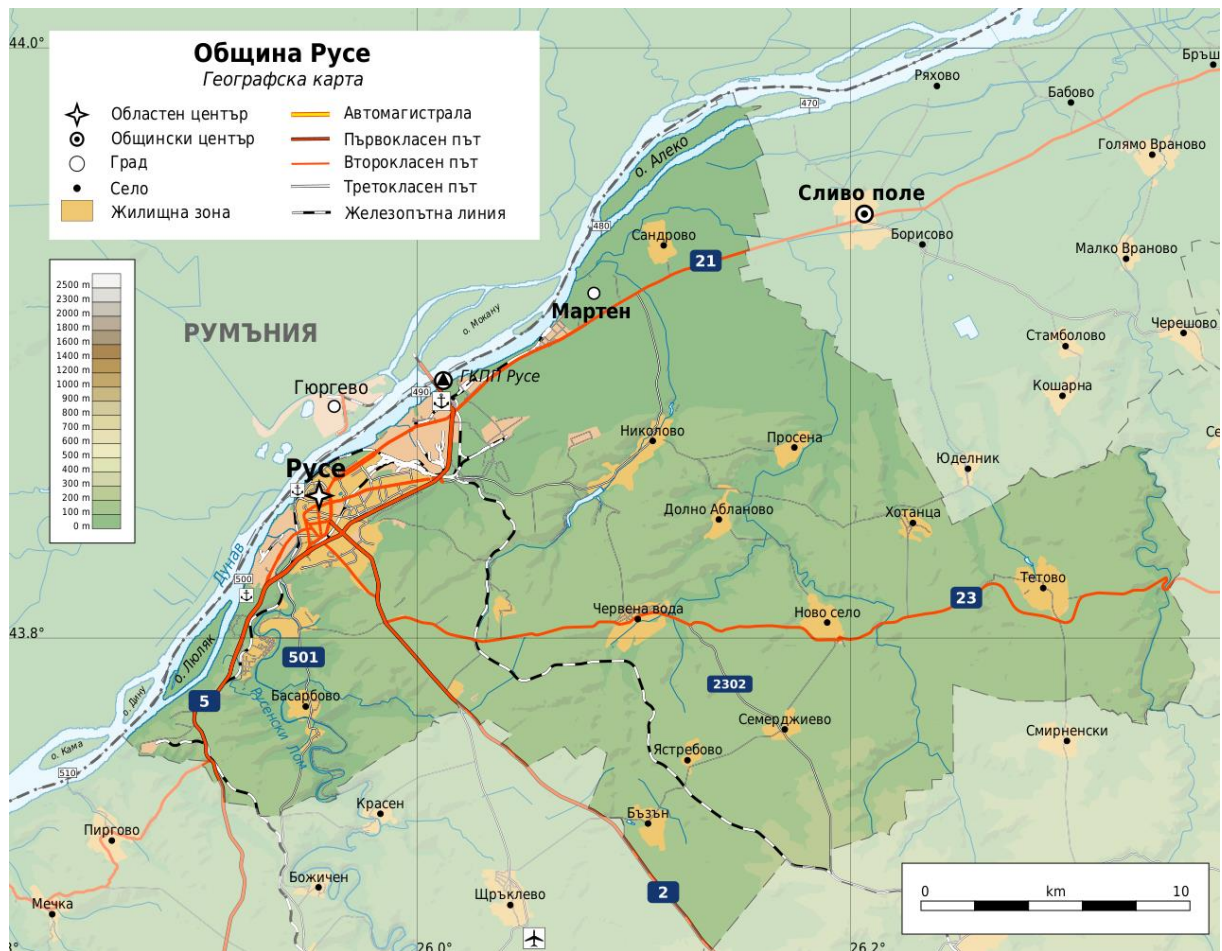 Община Русе
Географска карта
Областен център
Общински център
Град
Село
Жилищна зона
Автомагистрала
Първокласен път
Второкласен път
Третокласен път
Железопътна линия
44.0°
Ряхово
Бръш
470
Бабово
Голямо Враново
о. Алеко
Сливо поле
480
Сандрово
Борисово
Малко Враново
21
2500 m
2300 m
2000 m
1800 m
1600 m
1400 m
1200 m
1000 m
900 m
800 m
700 m
600 m
500 m
400 m
300 m
200 m
100 m
0 m
РУМЪНИЯ
о. Мокану
Мартен
Стамболово
Черешово
ГКПП Русе
Гюргево
490
Кошарна
Николово
Просена
Се
Юделник
Русе
Долно Абланово
Хотанца
Дунав
500
Тетово
23
Червена вода
Ново село
43.8°
о. Люляк
501
2302
о. Дину
5
Басарбово
Русенски Лом
Семерджиево
Смирненски
о. Кама
510
Ястребово
Красен
Бъзън
Пиргово
Божичен
Щръклево
2
Мечка
0 km 10
3°
26.0°
26.2°